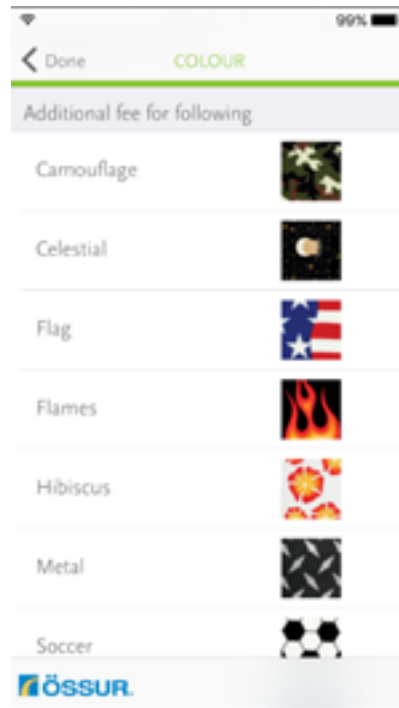 99%
Done COLOUR
Additional fee for following
Camouflage
Celestial
Flag
Flames
Hibiscus
Metal
Soccer
ÖSSUR.